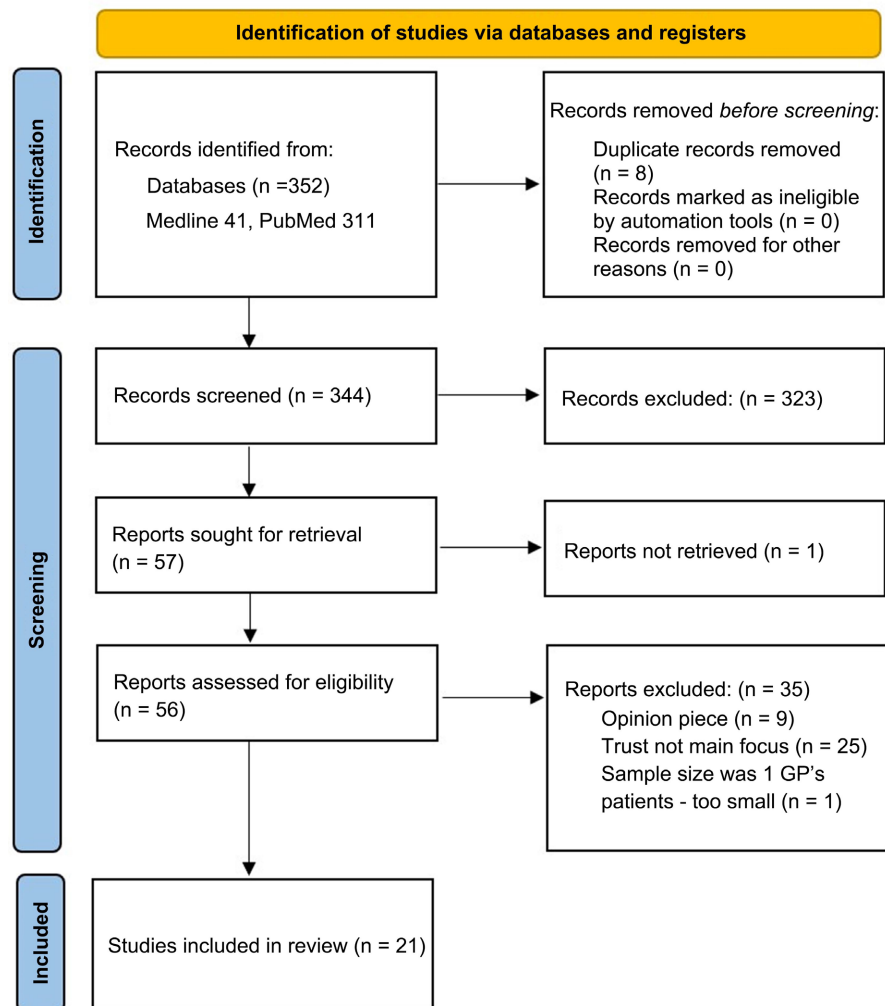 Identification of studies via databases and registers
Identification
Records identified from:
Databases (n =352)
Medline 41, PubMed 311
Records removed before screening:
Duplicate records removed
(n = 8)
Records marked as ineligible
by automation tools (n = 0)
Records removed for other
reasons (n = 0)
Screening
Records screened (n = 344)
Records excluded: (n = 323)
Reports sought for retrieval
(n = 57)
Reports not retrieved (n = 1)
Reports assessed for eligibility
(n = 56)
Reports excluded: (n = 35)
Opinion piece (n = 9)
Trust not main focus (n = 25)
Sample size was 1 GP's
patients - too small (n = 1)
Included
Studies included in review (n = 21)